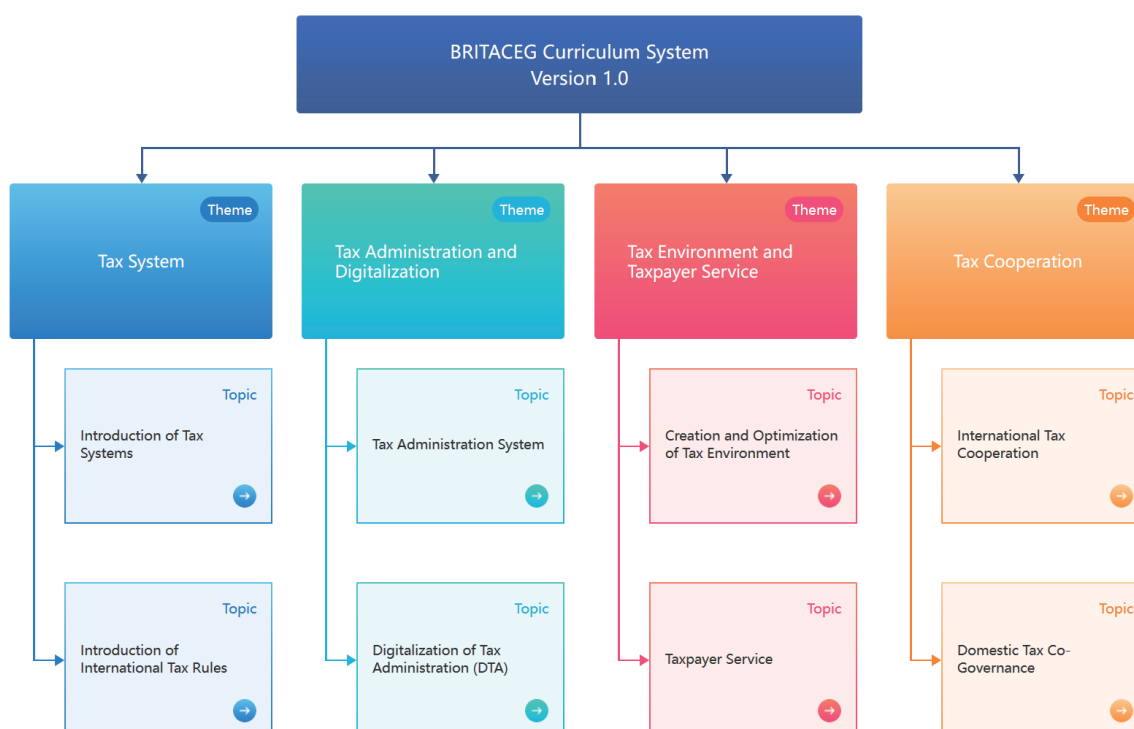 BRITACEG Curriculum System
Version 1.0
Theme
Tax System
Theme
Tax Administration and
Digitalization
Theme
Tax Environment and
Taxpayer Service
Theme
Tax Cooperation
Topic
Introduction of Tax
Systems
Topic
Tax Administration System
Topic
Creation and Optimization
of Tax Environment
Topic
International Tax
Cooperation
Topic
Introduction of
International Tax Rules
Topic
Digitalization of Tax
Administration (DTA)
Topic
Taxpayer Service
Topic
Domestic Tax Co-
Governance